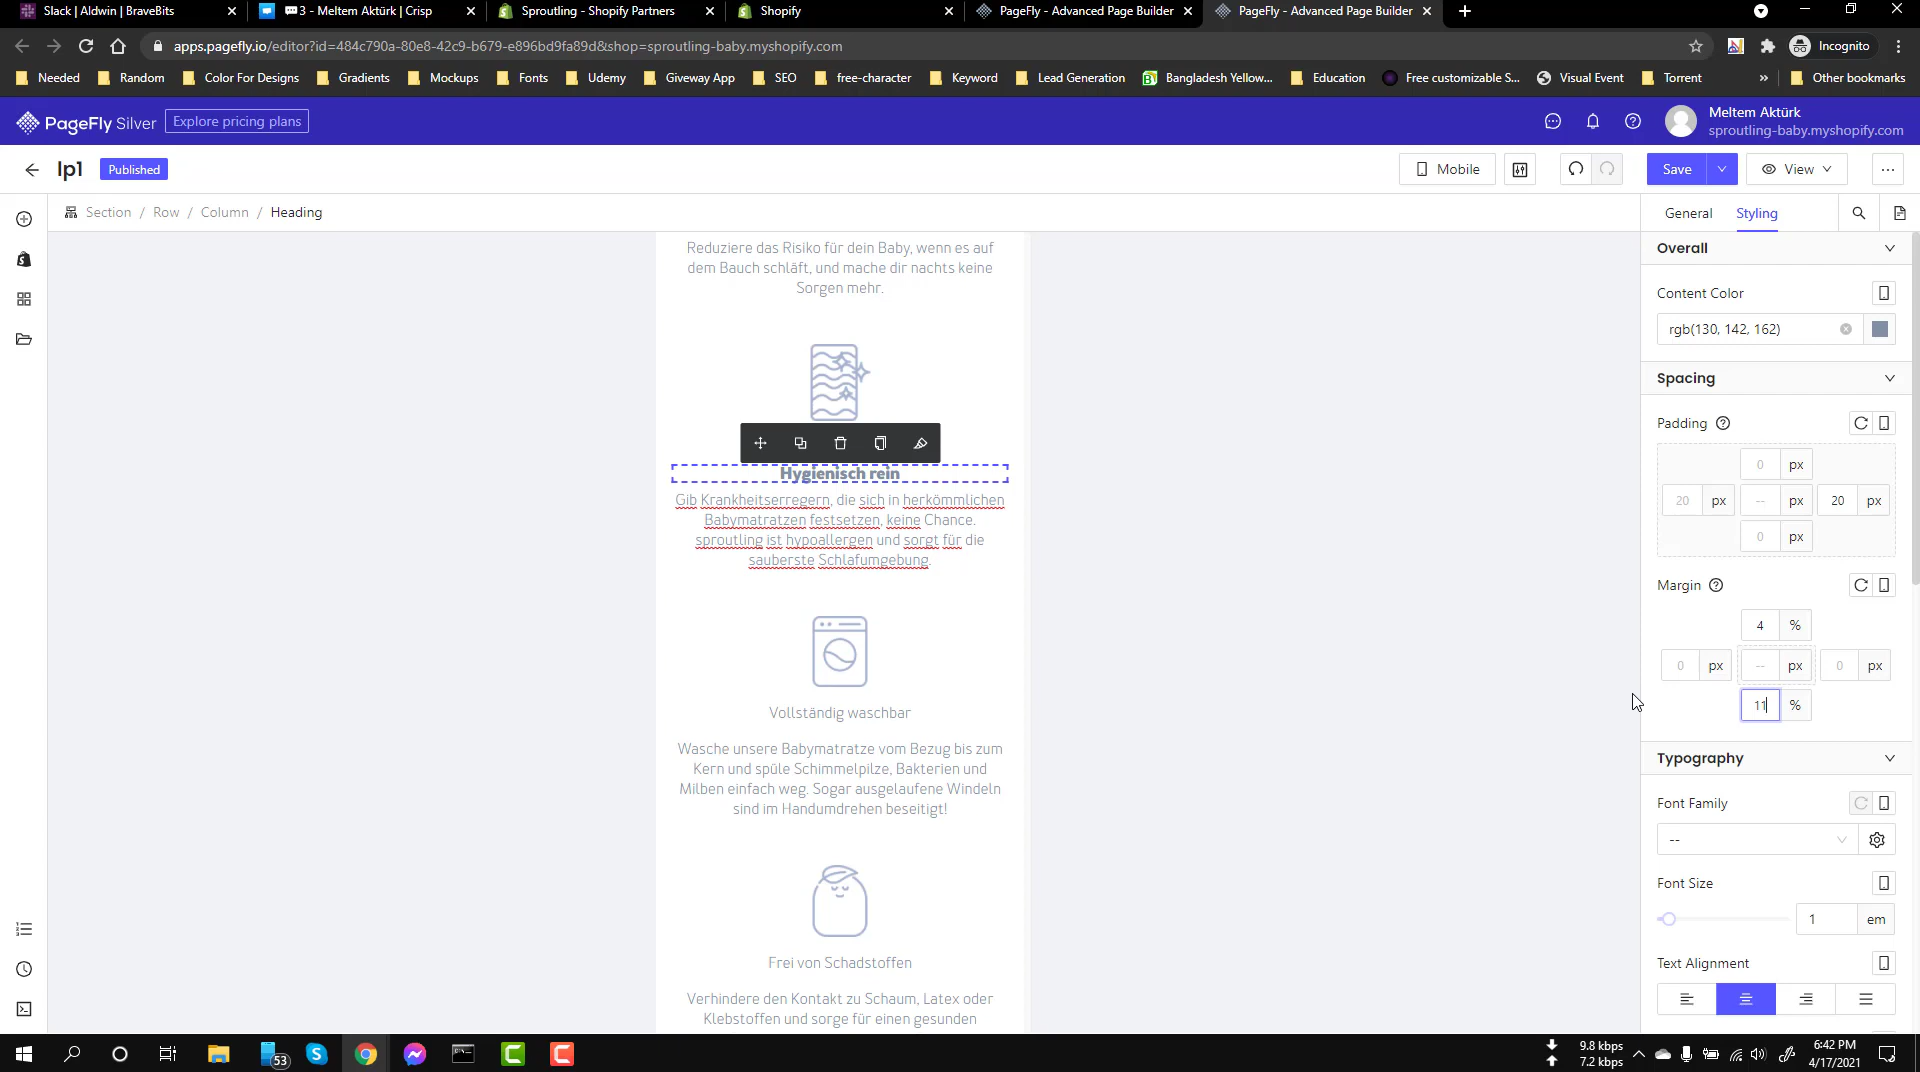 Slack | Aldwin | BraveBits
3 - Meltem Aktürk | Crisp
Sproutling - Shopify Partners
Shopify
PageFly - Advanced Page Builder
PageFly - Advanced Page Builder
apps.pagefly.io/editor?id=484c790a-80e8-42c9-b679-e896bd9fa89d&shop=sproutling-baby.myshopify.com
Incognito
Needed
Random
Color For Designs
Gradients
Mockups
Fonts
Udemy
Giveway App
SEO
free-character
Keyword
Lead Generation
Bangladesh Yellow...
Education
Free customizable S...
Visual Event
Torrent
»
Other bookmarks
PageFly Silver
Explore pricing plans
Meltem Aktürk
sproutling-baby.myshopify.com
lp1
Published
Mobile
Save
View
Section / Row / Column / Heading
General
Styling
Reduziere das Risiko für dein Baby, wenn es auf
dem Bauch schläft, und mache dir nachts keine
Sorgen mehr.
Hygienisch rein
Gib Krankheitserregern, die sich in herkömmlichen
Babymatratzen festsetzen, keine Chance.
sproutling ist hypoallergen und sorgt für die
sauberste Schlafumgebung.
Vollständig waschbar
Wasche unsere Babymatratze vom Bezug bis zum
Kern und spüle Schimmelpilze, Bakterien und
Milben einfach weg. Sogar ausgelaufene Windeln
sind im Handumdrehen beseitigt!
Frei von Schadstoffen
Verhindere den Kontakt zu Schaum, Latex oder
Klebstoffen und sorge für einen gesunden
Overall
Content Color
rgb(130, 142, 162)
Spacing
Padding
0 px
20 px -- px 20 px
0 px
Margin
4 %
0 px -- px 0 px
11 %
Typography
Font Family
--
Font Size
1 em
Text Alignment
53
9.8 kbps
7.2 kbps
6:42 PM
4/17/2021